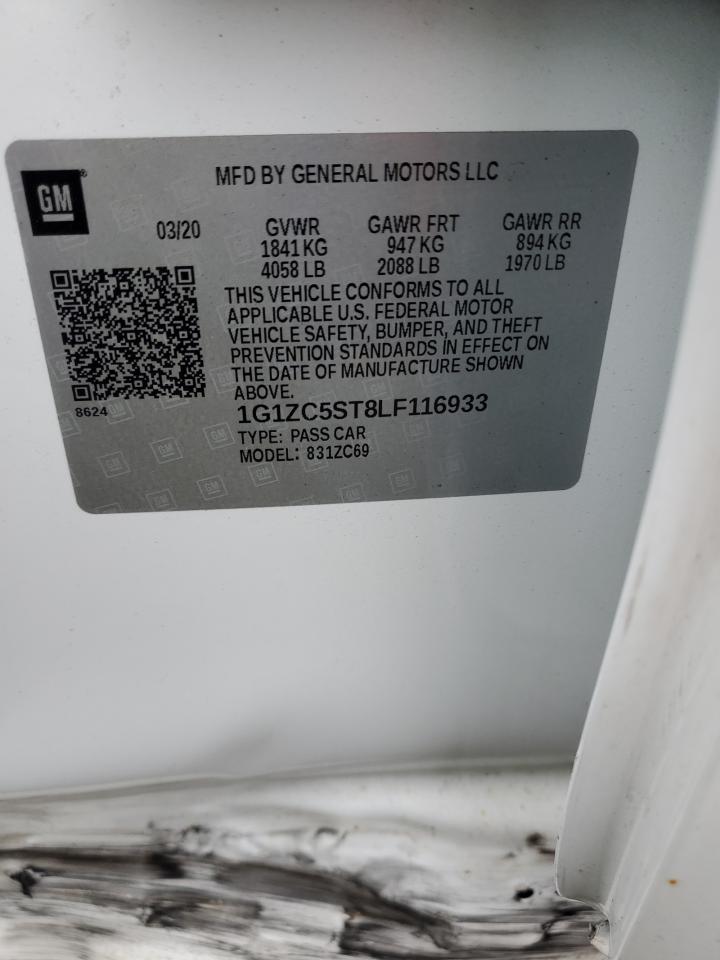 GM
MFD BY GENERAL MOTORS LLC
03/20 GVWR GAWR FRT GAWR RR
1841 KG 947 KG 894 KG
4058 LB 2088 LB 1970 LB
THIS VEHICLE CONFORMS TO ALL
APPLICABLE U.S. FEDERAL MOTOR
VEHICLE SAFETY, BUMPER, AND THEFT
PREVENTION STANDARDS IN EFFECT ON
THE DATE OF MANUFACTURE SHOWN
ABOVE.
8624
1G1ZC5ST8LF116933
TYPE: PASS CAR
MODEL: 831ZC69